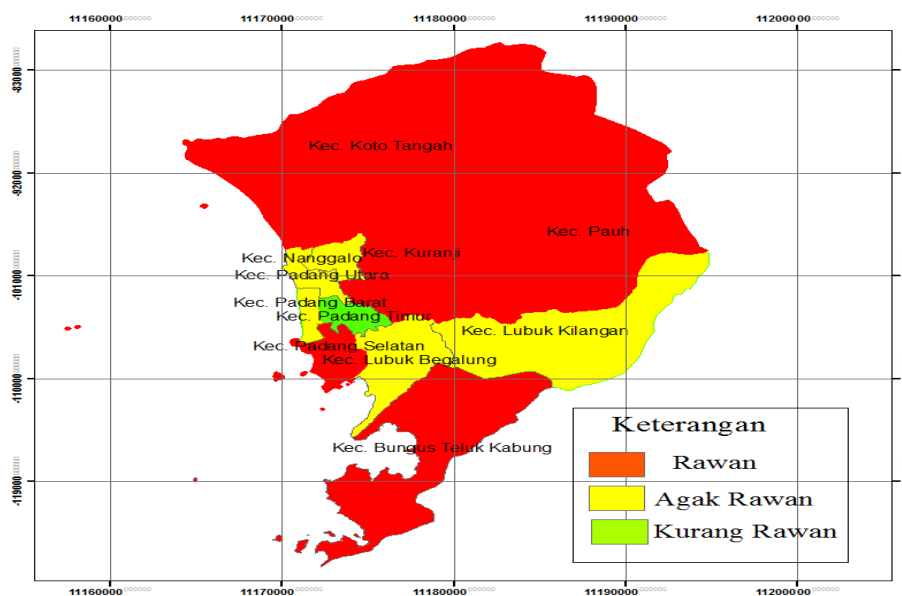 11160000 11170000 11180000 11190000 11200000
Kec. Koto Tangah
Kec. Pauh
Kec. Kuranji
Kec. Nanggalo
Kec. Padang Utara
Kec. Padang Barat
Kec. Padang Timur
Kec. Lubuk Kilangan
Kec. Padang Selatan
Kec. Lubuk Begalung
Kec. Bungus Teluk Kabung
Keterangan
Rawan
Agak Rawan
Kurang Rawan
11160000 11170000 11180000 11190000 11200000